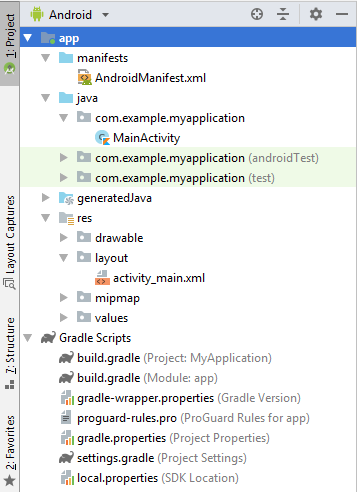 Android
1: Project
app
manifests
AndroidManifest.xml
java
com.example.myapplication
MainActivity
com.example.myapplication (androidTest)
com.example.myapplication (test)
generatedJava
res
drawable
layout
activity_main.xml
mipmap
values
Gradle Scripts
build.gradle (Project: MyApplication)
build.gradle (Module: app)
gradle-wrapper.properties (Gradle Version)
proguard-rules.pro (ProGuard Rules for app)
gradle.properties (Project Properties)
settings.gradle (Project Settings)
local.properties (SDK Location)
Layout Captures
7: Structure
2: Favorites